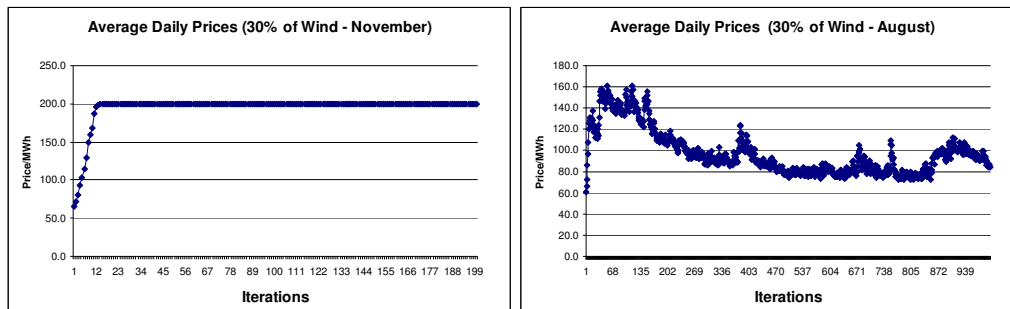 Average Daily Prices (30% of Wind - November)
250.0
200.0
150.0
100.0
50.0
0.0
Price/MWh
1 12 23 34 45 56 67 78 89 100 111 122 133 144 155 166 177 188 199
Iterations
Average Daily Prices (30% of Wind - August)
180.0
160.0
140.0
120.0
100.0
80.0
60.0
40.0
20.0
0.0
Price/MWh
1 68 135 202 269 336 403 470 537 604 671 738 805 872 939
Iterations